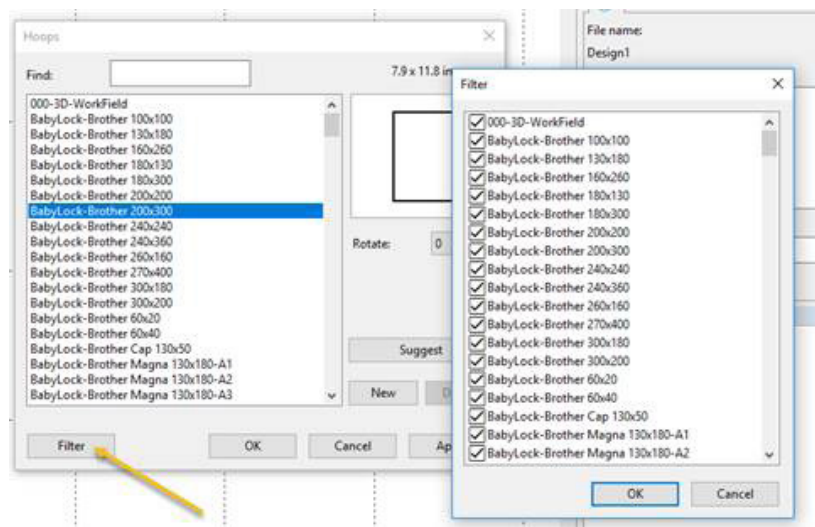 Hoops
Find:
7.9 x 11.8 in
000-3D-WorkField
BabyLock-Brother 100x100
BabyLock-Brother 130x180
BabyLock-Brother 160x260
BabyLock-Brother 180x130
BabyLock-Brother 180x300
BabyLock-Brother 200x200
BabyLock-Brother 200x300
BabyLock-Brother 240x240
BabyLock-Brother 240x360
BabyLock-Brother 260x160
BabyLock-Brother 270x400
BabyLock-Brother 300x180
BabyLock-Brother 300x200
BabyLock-Brother 60x20
BabyLock-Brother 60x40
BabyLock-Brother Cap 130x50
BabyLock-Brother Magna 130x180-A1
BabyLock-Brother Magna 130x180-A2
BabyLock-Brother Magna 130x180-A3
Rotate: 0
Suggest
New D
Filter OK Cancel Ap
File name:
Design1
Filter
000-3D-WorkField
BabyLock-Brother 100x100
BabyLock-Brother 130x180
BabyLock-Brother 160x260
BabyLock-Brother 180x130
BabyLock-Brother 180x300
BabyLock-Brother 200x200
BabyLock-Brother 200x300
BabyLock-Brother 240x240
BabyLock-Brother 240x360
BabyLock-Brother 260x160
BabyLock-Brother 270x400
BabyLock-Brother 300x180
BabyLock-Brother 300x200
BabyLock-Brother 60x20
BabyLock-Brother 60x40
BabyLock-Brother Cap 130x50
BabyLock-Brother Magna 130x180-A1
BabyLock-Brother Magna 130x180-A2
OK Cancel